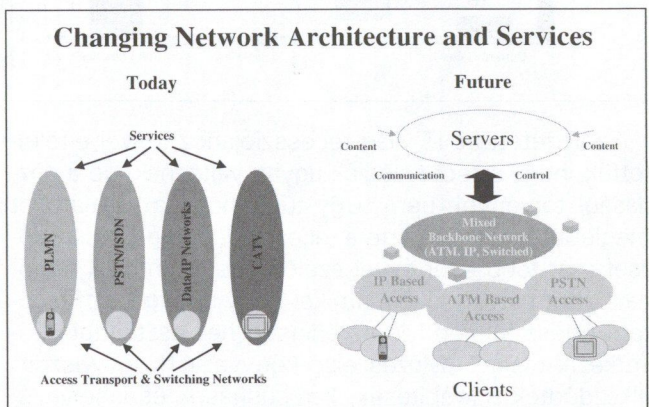 Changing Network Architecture and Services
Today
Services
PLMN
PSTN/ISDN
Data/IP Networks
CATV
Access Transport & Switching Networks
Future
Servers
Content
Content
Communication
Control
Mixed
Backbone Network
(ATM, IP, Switched)
IP Based
Access
ATM Based
Access
PSTN
Access
Clients